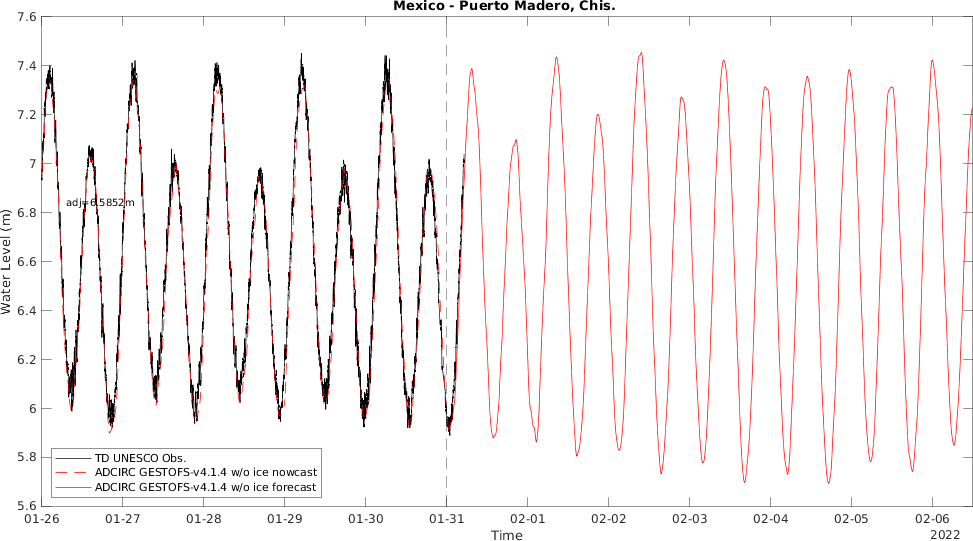 Mexico - Puerto Madero, Chis.
7.6
7.4
7.2
7
6.8
6.6
6.4
6.2
6
5.8
5.6
Water Level (m)
adj=6.5852m
TD UNESCO Obs.
ADCIRC GESTOFS-v4.1.4 w/o ice nowcast
ADCIRC GESTOFS-v4.1.4 w/o ice forecast
01-26 01-27 01-28 01-29 01-30 01-31 02-01 02-02 02-03 02-04 02-05 02-06
Time
2022